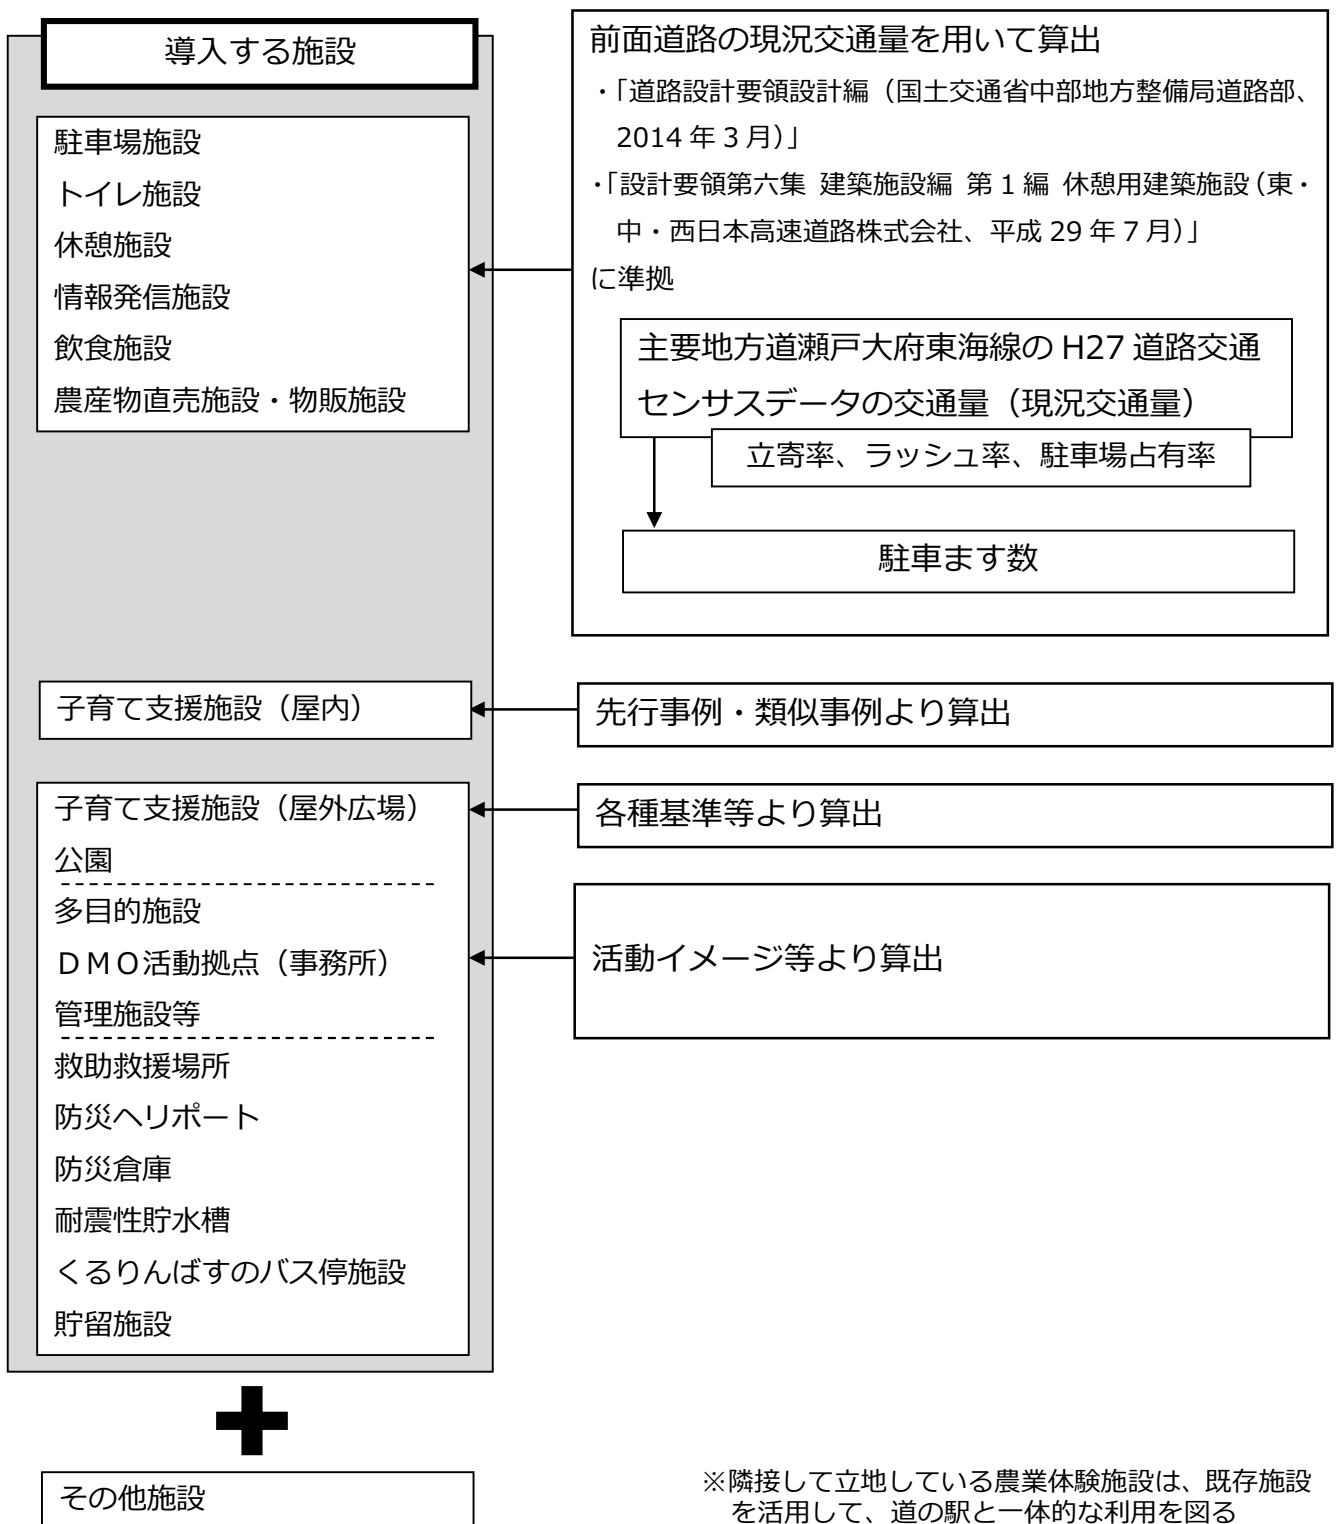 導入する施設
駐車場施設
トイレ施設
休憩施設
情報発信施設
飲食施設
農産物直売施設・物販施設
前面道路の現況交通量を用いて算出
・「道路設計要領設計編（国土交通省中部地方整備局道路部、
2014年3月）」
・「設計要領第六集 建築施設編 第1編 休憩用建築施設（東・
中・西日本高速道路株式会社、平成29年7月）」
に準拠
主要地方道瀬戸大府東海線のH27道路交通
センサスデータの交通量（現況交通量）
立寄率、ラッシュ率、駐車場占有率
駐車ます数
子育て支援施設（屋内）
先行事例・類似事例より算出
子育て支援施設（屋外広場）
公園
各種基準等より算出
多目的施設
ＤＭＯ活動拠点（事務所）
管理施設等
活動イメージ等より算出
救助救援場所
防災ヘリポート
防災倉庫
耐震性貯水槽
くるりんばすのバス停施設
貯留施設
その他施設
※隣接して立地している農業体験施設は、既存施設
を活用して、道の駅と一体的な利用を図る